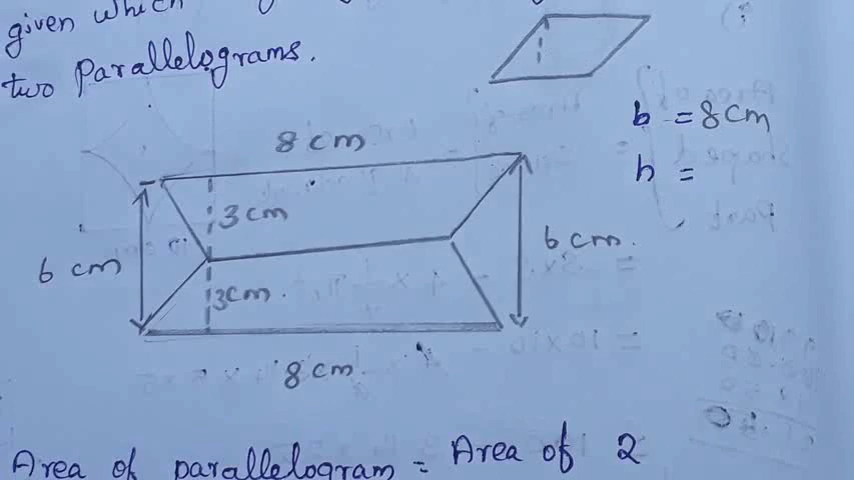 given which
two Parallelograms.
b = 8cm
h =
8 cm
3 cm
6 cm
6 cm.
3cm.
8 cm
Area of parallelogram = Area of 2